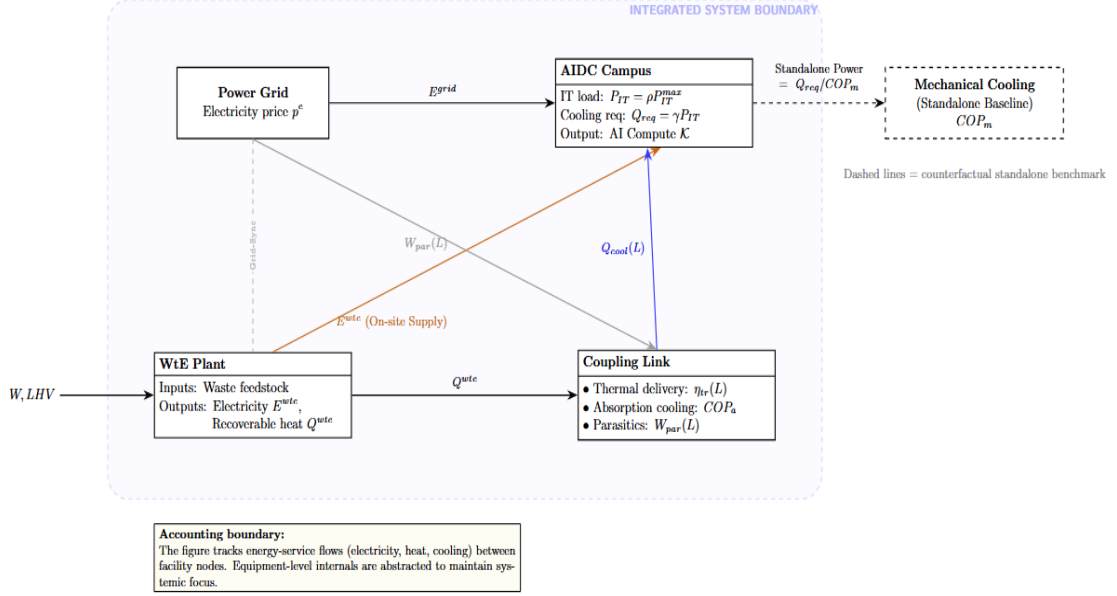 INTEGRATED SYSTEM BOUNDARY
Power Grid
Electricity price p^e
E^grid
AIDC Campus
IT load: P_IT = ρP_IT^max
Cooling req: Q_req = γP_IT
Output: AI Compute 𝒦
Standalone Power
= Q_req/COP_m
Mechanical Cooling
(Standalone Baseline)
COP_m
Dashed lines = counterfactual standalone benchmark
Grid-Sync
W_par(L)
Q_cool(L)
E^wte (On-site Supply)
W, LHV
WtE Plant
Inputs: Waste feedstock
Outputs: Electricity E^wte,
Recoverable heat Q^wte
Q^wte
Coupling Link
• Thermal delivery: η_tr(L)
• Absorption cooling: COP_a
• Parasitics: W_par(L)
Accounting boundary:
The figure tracks energy-service flows (electricity, heat, cooling) between
facility nodes. Equipment-level internals are abstracted to maintain sys-
temic focus.